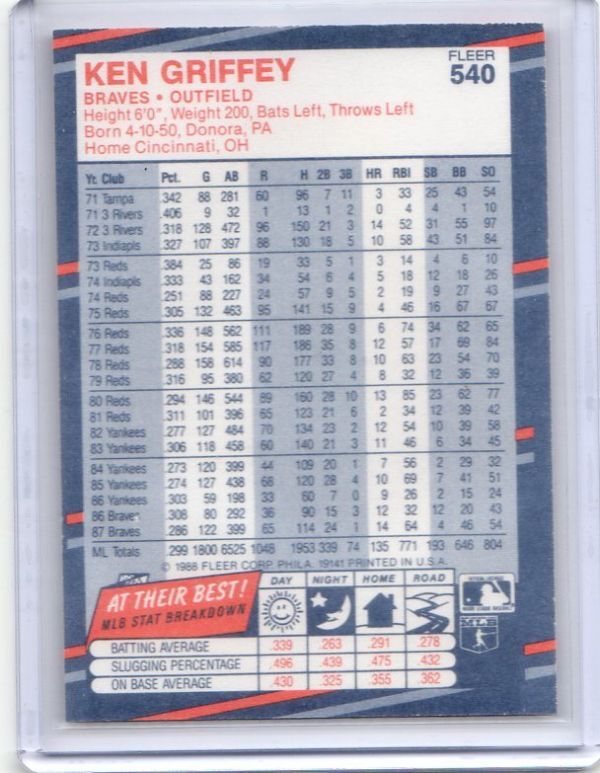 FLEER
540
KEN GRIFFEY
BRAVES • OUTFIELD
Height 6'0", Weight 200, Bats Left, Throws Left
Born 4-10-50, Donora, PA
Home Cincinnati, OH
Yr. Club Pct. G AB R H 2B 3B HR RBI SB BB SO
71 Tampa .342 88 281 60 96 7 11 3 33 25 43 54
71 3 Rivers .406 9 32 1 13 1 2 0 4 4 1 10
72 3 Rivers .318 128 472 96 150 21 3 14 52 31 55 97
73 Indiapls .327 107 397 88 130 18 5 10 58 43 51 84
73 Reds .384 25 86 19 33 5 1 3 14 4 6 10
74 Indiapls .333 43 162 34 54 6 4 5 18 12 18 26
74 Reds .251 88 227 24 57 9 5 2 19 9 27 43
75 Reds .305 132 463 95 141 15 9 4 46 16 67 67
76 Reds .336 148 562 111 189 28 9 6 74 34 62 65
77 Reds .318 154 585 117 186 35 8 12 57 17 69 84
78 Reds .288 158 614 90 177 33 8 10 63 23 54 70
79 Reds .316 95 380 62 120 27 4 8 32 12 36 39
80 Reds .294 146 544 89 160 28 10 13 85 23 62 77
81 Reds .311 101 396 65 123 21 6 2 34 12 39 42
82 Yankees .277 127 484 70 134 23 2 12 54 10 39 58
83 Yankees .306 118 458 60 140 21 3 11 46 6 34 45
84 Yankees .273 120 399 44 109 20 1 7 56 2 29 32
85 Yankees .274 127 438 68 120 28 4 10 69 7 41 51
86 Yankees .303 59 198 33 60 7 0 9 26 2 15 24
86 Braves .308 80 292 36 90 15 3 12 32 12 20 43
87 Braves .286 122 399 65 114 24 1 14 64 4 46 54
ML Totals .299 1800 6525 1048 1953 339 74 135 771 193 646 804
© 1988 FLEER CORP. PHILA. 19141 PRINTED IN U.S.A.
AT THEIR BEST!
MLB STAT BREAKDOWN
DAY NIGHT HOME ROAD
MLB
BATTING AVERAGE .339 .263 .291 .278
SLUGGING PERCENTAGE .496 .439 .475 .432
ON BASE AVERAGE .430 .325 .355 .362